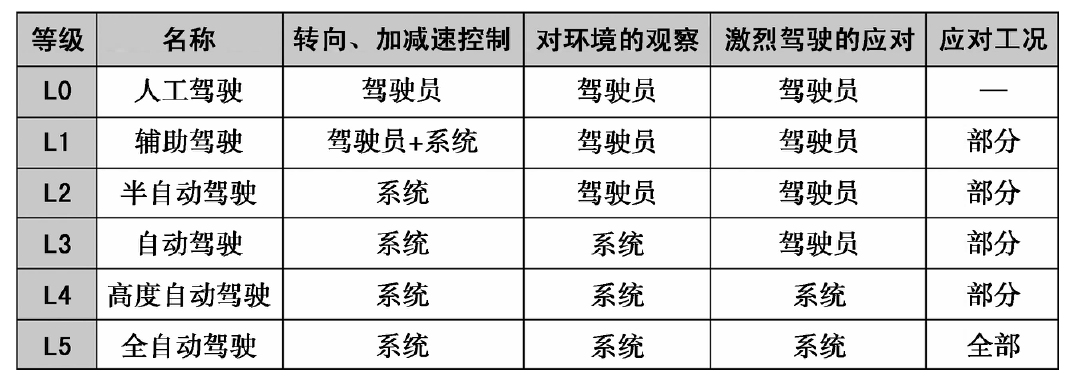 等级 名称 转向、加减速控制 对环境的观察 激烈驾驶的应对 应对工况
L0 人工驾驶 驾驶员 驾驶员 驾驶员 —
L1 辅助驾驶 驾驶员+系统 驾驶员 驾驶员 部分
L2 半自动驾驶 系统 驾驶员 驾驶员 部分
L3 自动驾驶 系统 系统 驾驶员 部分
L4 高度自动驾驶 系统 系统 系统 部分
L5 全自动驾驶 系统 系统 系统 全部